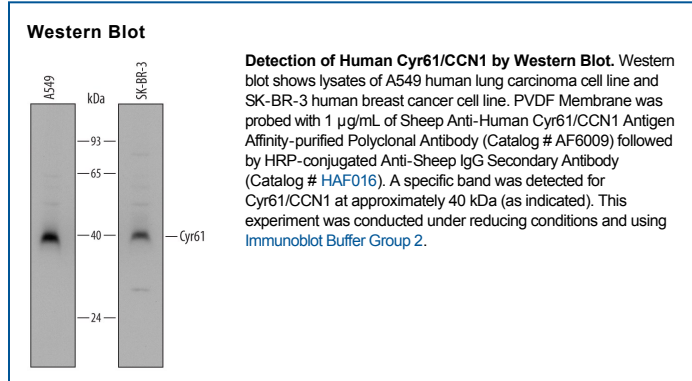 Western Blot
A549
kDa
SK-BR-3
93
65
40
Cyr61
24
Detection of Human Cyr61/CCN1 by Western Blot. Western
blot shows lysates of A549 human lung carcinoma cell line and
SK-BR-3 human breast cancer cell line. PVDF Membrane was
probed with 1 µg/mL of Sheep Anti-Human Cyr61/CCN1 Antigen
Affinity-purified Polyclonal Antibody (Catalog # AF6009) followed
by HRP-conjugated Anti-Sheep IgG Secondary Antibody
(Catalog # HAF016). A specific band was detected for
Cyr61/CCN1 at approximately 40 kDa (as indicated). This
experiment was conducted under reducing conditions and using
Immunoblot Buffer Group 2.